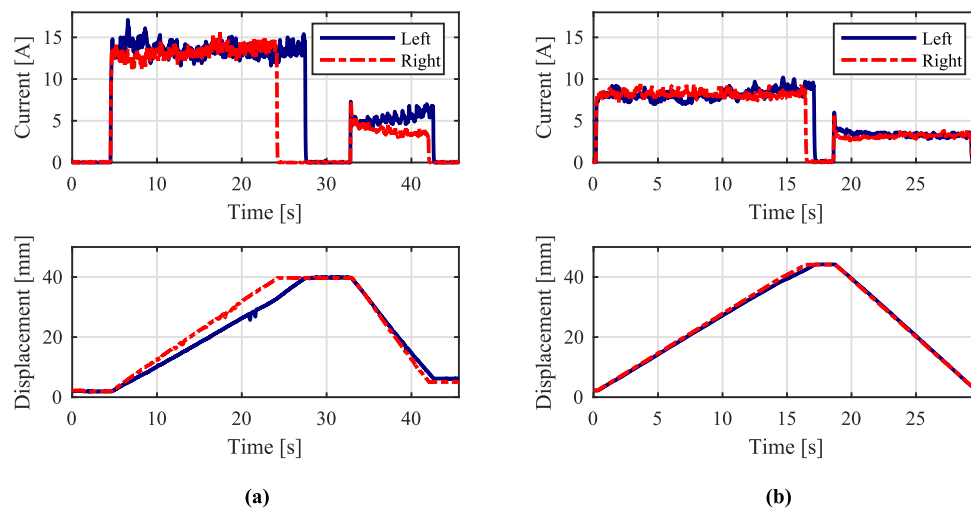 Current [A]
15
10
5
0
Left
Right
0 10 20 30 40
Time [s]
Displacement [mm]
40
20
0
0 10 20 30 40
Time [s]
(a)
Current [A]
15
10
5
0
Left
Right
0 5 10 15 20 25
Time [s]
Displacement [mm]
40
20
0
0 5 10 15 20 25
Time [s]
(b)